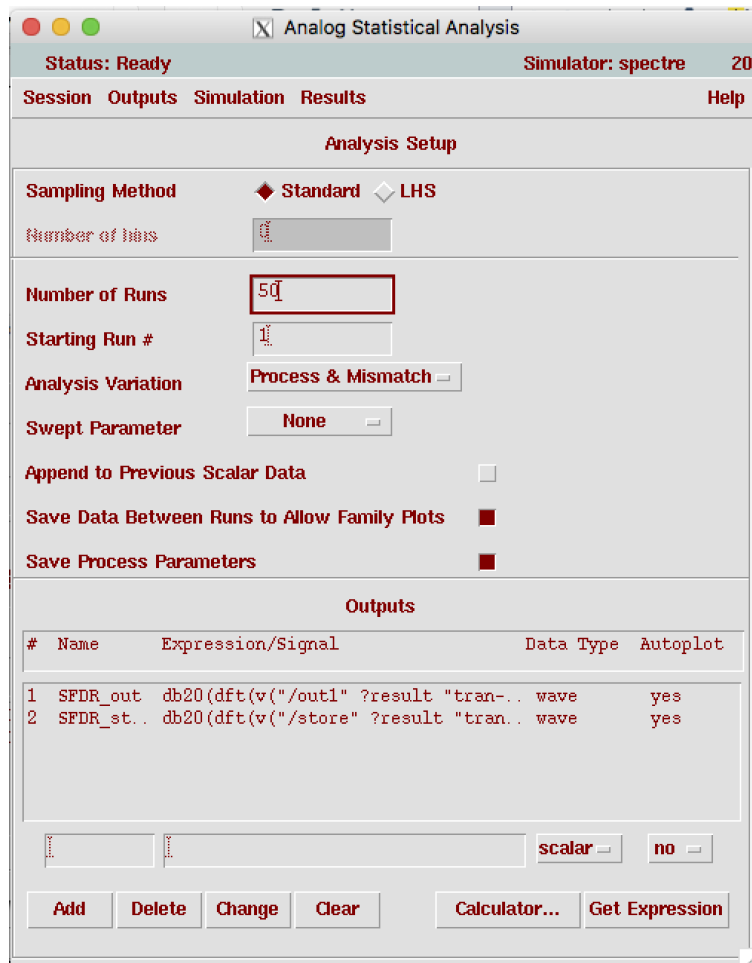 Analog Statistical Analysis
Status: Ready Simulator: spectre 20
Session Outputs Simulation Results Help
Analysis Setup
Sampling Method Standard LHS
Number of bins 0
Number of Runs 50
Starting Run # 1
Analysis Variation Process & Mismatch
Swept Parameter None
Append to Previous Scalar Data
Save Data Between Runs to Allow Family Plots
Save Process Parameters
Outputs
# Name Expression/Signal Data Type Autoplot
1 SFDR_out db20(dft(v("/out1" ?result "tran-.. wave yes
2 SFDR_st.. db20(dft(v("/store" ?result "tran.. wave yes
scalar no
Add Delete Change Clear Calculator... Get Expression